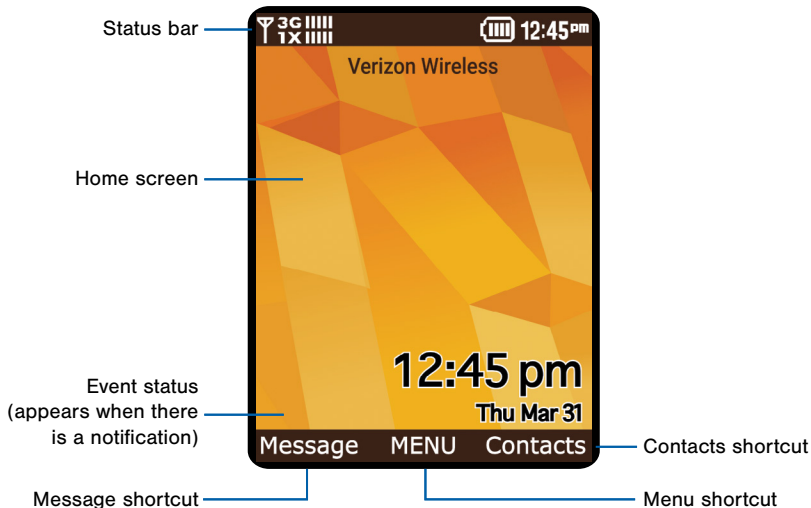 Status bar
3G
1X
12:45pm
Verizon Wireless
Home screen
12:45 pm
Thu Mar 31
Event status
(appears when there
is a notification)
Message MENU Contacts
Contacts shortcut
Message shortcut
Menu shortcut